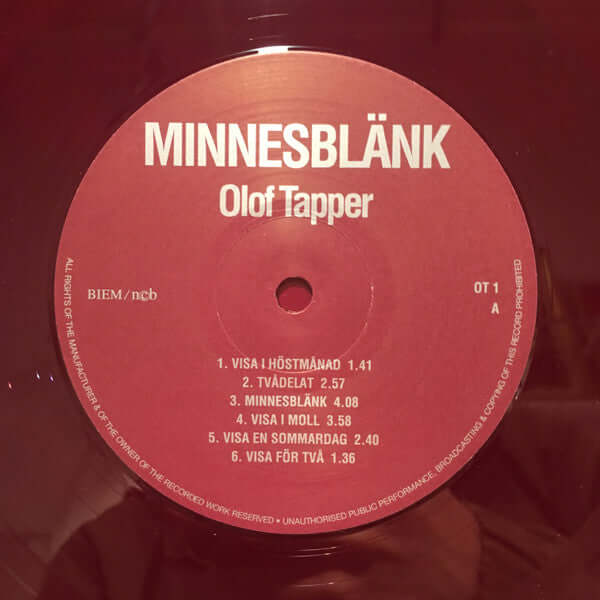 MINNESBLÄNK
Olof Tapper
BIEM/ncb
OT 1
A
1. VISA I HÖSTMÅNAD 1.41
2. TVÅDELAT 2.57
3. MINNESBLÄNK 4.08
4. VISA I MOLL 3.58
5. VISA EN SOMMARDAG 2.40
6. VISA FÖR TVÅ 1.36
ALL RIGHTS OF THE MANUFACTURER & OF THE OWNER OF THE RECORDED WORK RESERVED • UNAUTHORISED PUBLIC PERFORMANCE, BROADCASTING & COPYING OF THIS RECORD PROHIBITED